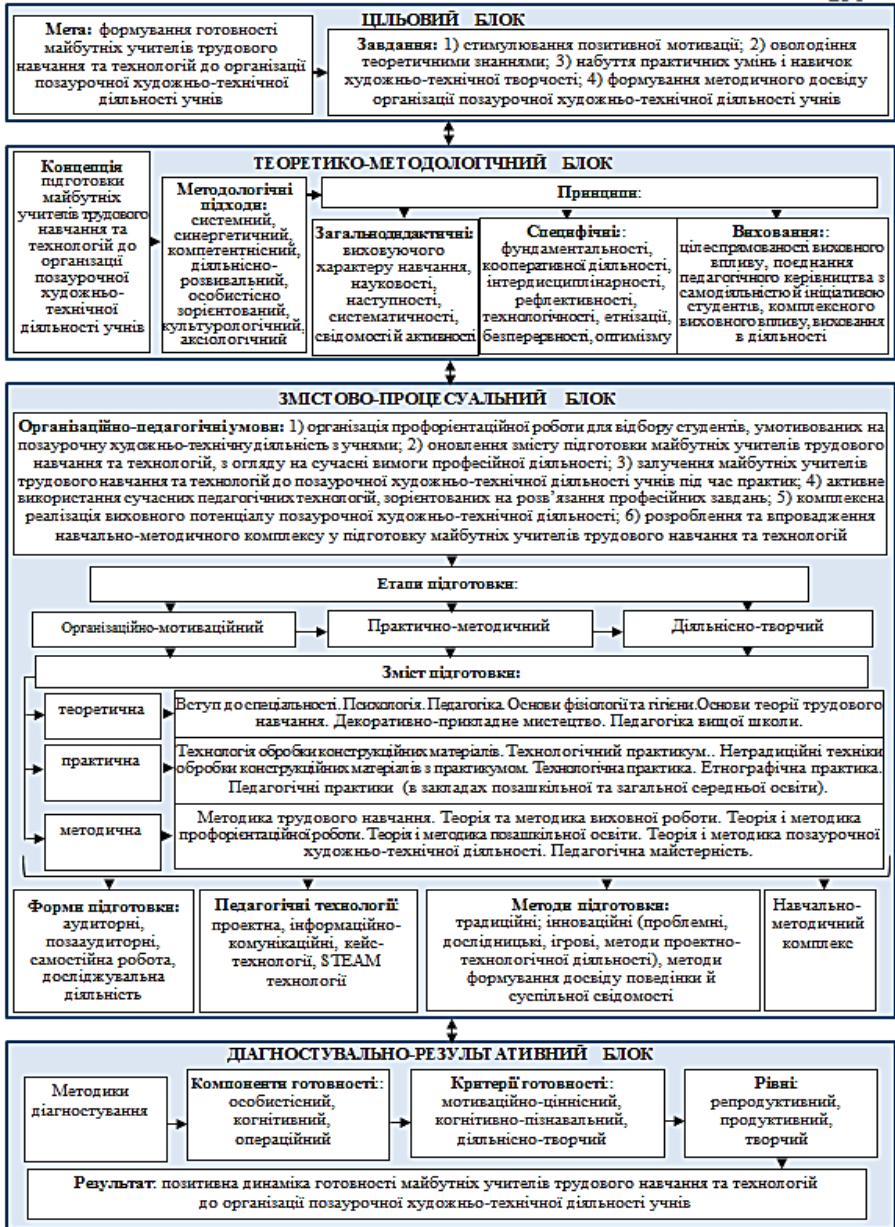 ЦІЛЬОВИЙ БЛОК
Мета: формування готовності
майбутніх учителів трудового
навчання та технологій до організації
позаурочної художньо-технічної
діяльності учнів
Завдання: 1) стимулювання позитивної мотивації; 2) оволодіння
теоретичними знаннями; 3) набуття практичних умінь і навичок
художньо-технічної творчості; 4) формування методичного досвіду
організації позаурочної художньо-технічної діяльності учнів
ТЕОРЕТИКО-МЕТОДОЛОГІЧНИЙ БЛОК
Концепція
підготовки
майбутніх
учителів трудового
навчання та
технологій до
організації
позаурочної
художньо-
технічної
діяльності учнів
Методологічні
підходи:
системний,
синергетичний,
компетентнісний,
діяльнісно-
розвивальний,
особистісно
зорієнтований,
культурологічний,
аксіологічний
Принципи:
Загальнодидактичні:
виховуючого
характеру навчання,
науковості,
наступності,
систематичності,
свідомості й активності
Специфічні::
фундаментальності,
кооперативної діяльності,
інтердисциплінарності,
рефлективності,
технологічності, етнізації,
безперервності, оптимізму
Виховання::
цілеспрямованості виховного
впливу, поєднання
педагогічного керівництва з
самодіяльністю й ініціативою
студентів, комплексного
виховного впливу, виховання
в діяльності
ЗМІСТОВО-ПРОЦЕСУАЛЬНИЙ БЛОК
Організаційно-педагогічні умови: 1) організація профорієнтаційної роботи для відбору студентів, умотивованих на
позаурочну художньо-технічну діяльність з учнями; 2) оновлення змісту підготовки майбутніх учителів трудового
навчання та технологій, з огляду на сучасні вимоги професійної діяльності; 3) залучення майбутніх учителів
трудового навчання та технологій до позаурочної художньо-технічної діяльності учнів під час практик; 4) активне
використання сучасних педагогічних технологій, зорієнтованих на розв’язання професійних завдань; 5) комплексна
реалізація виховного потенціалу позаурочної художньо-технічної діяльності; 6) розроблення та впровадження
навчально-методичного комплексу у підготовку майбутніх учителів трудового навчання та технологій
Етапи підготовки:
Організаційно-мотиваційний
Практично-методичний
Діяльнісно-творчий
Зміст підготовки:
теоретична
Вступ до спеціальності. Психологія. Педагогіка. Основи фізіології та гігієни. Основи теорії трудового
навчання. Декоративно-прикладне мистецтво. Педагогіка вищої школи.
практична
Технологія обробки конструкційних матеріалів. Технологічний практикум.. Нетрадиційні техніки
обробки конструкційних матеріалів з практикумом. Технологічна практика. Етнографічна практика.
Педагогічні практики (в закладах позашкільної та загальної середньої освіти).
методична
Методика трудового навчання. Теорія та методика виховної роботи. Теорія і методика
профорієнтаційної роботи. Теорія і методика позашкільної освіти. Теорія і методика позаурочної
художньо-технічної діяльності. Педагогічна майстерність.
Форми підготовки:
аудиторні,
позааудиторні,
самостійна робота,
досліджувальна
діяльність
Педагогічні технології:
проектна, інформаційно-
комунікаційні, кейс-
технології, STEAM
технології
Методи підготовки:
традиційні; інноваційні (проблемні,
дослідницькі, ігрові, методи проектно-
технологічної діяльності), методи
формування досвіду поведінки й
суспільної свідомості
Навчально-
методичний
комплекс
ДІАГНОСТУВАЛЬНО-РЕЗУЛЬТАТИВНИЙ БЛОК
Методики
діагностування
Компоненти готовності::
особистісний,
когнітивний,
операційний
Критерії готовності::
мотиваційно-ціннісний,
когнітивно-пізнавальний,
діяльнісно-творчий
Рівні:
репродуктивний,
продуктивний,
творчий
Результат: позитивна динаміка готовності майбутніх учителів трудового навчання та технологій
до організації позаурочної художньо-технічної діяльності учнів